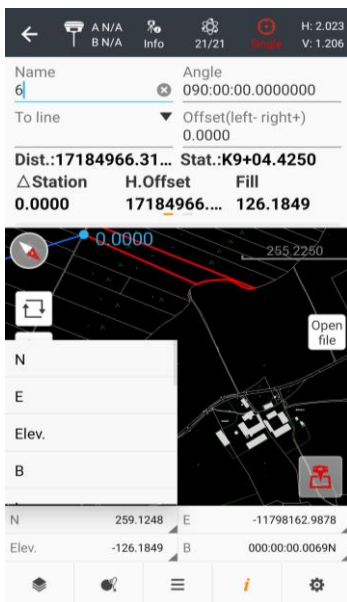 A N/A
B N/A
Info
21/21
Single
H: 2.023
V: 1.206
Name
Angle
6
090:00:00.0000000
To line
Offset(left- right+)
0.0000
Dist.:17184966.31... Stat.:K9+04.4250
△Station H.Offset Fill
0.0000 17184966.... 126.1849
0.0000
255.2250
Open
file
N
E
Elev.
B
N 259.1248 E -11798162.9878
Elev. -126.1849 B 000:00:00.0069N
i